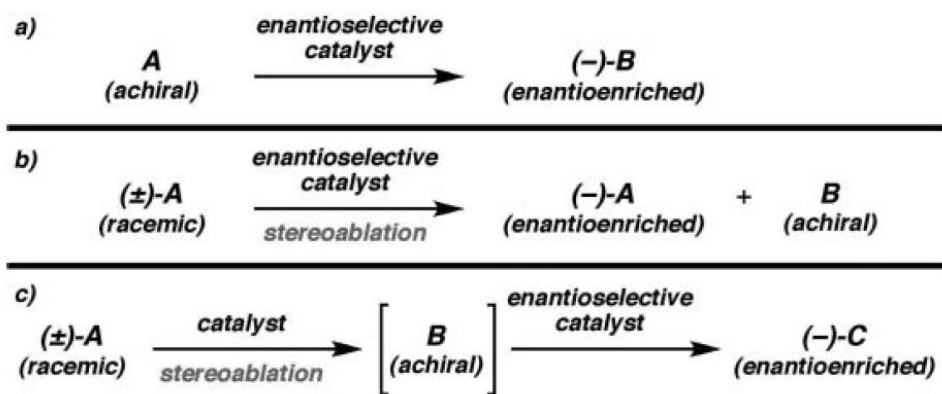 a)
enantioselective
catalyst
A
(achiral)
(–)-B
(enantioenriched)
b)
enantioselective
catalyst
(±)-A
(racemic)
stereoablation
(–)-A
(enantioenriched)
+
B
(achiral)
c)
(±)-A
(racemic)
catalyst
stereoablation
B
(achiral)
enantioselective
catalyst
(–)-C
(enantioenriched)